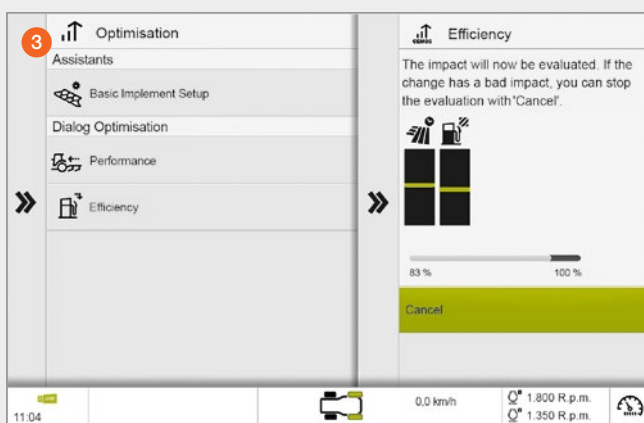 3
Optimisation
Assistants
Basic Implement Setup
Dialog Optimisation
Performance
Efficiency
CEMOS
Efficiency
The impact will now be evaluated. If the
change has a bad impact, you can stop
the evaluation with 'Cancel'.
83 %
100 %
Cancel
11:04
0,0 km/h
1.800 R.p.m.
1.350 R.p.m.